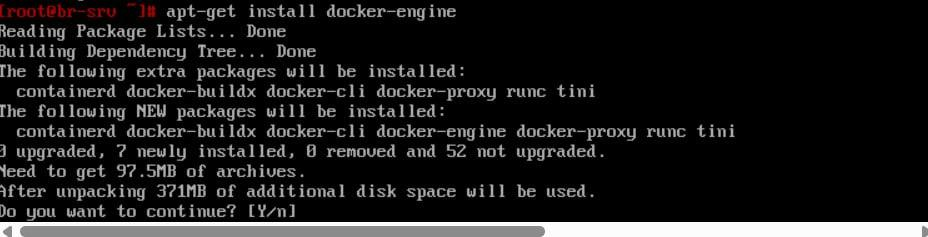 [root@br-srv ~]# apt-get install docker-engine
Reading Package Lists... Done
Building Dependency Tree... Done
The following extra packages will be installed:
containerd docker-buildx docker-cli docker-proxy runc tini
The following NEW packages will be installed:
containerd docker-buildx docker-cli docker-engine docker-proxy runc tini
0 upgraded, 7 newly installed, 0 removed and 52 not upgraded.
Need to get 97.5MB of archives.
After unpacking 371MB of additional disk space will be used.
Do you want to continue? [Y/n]